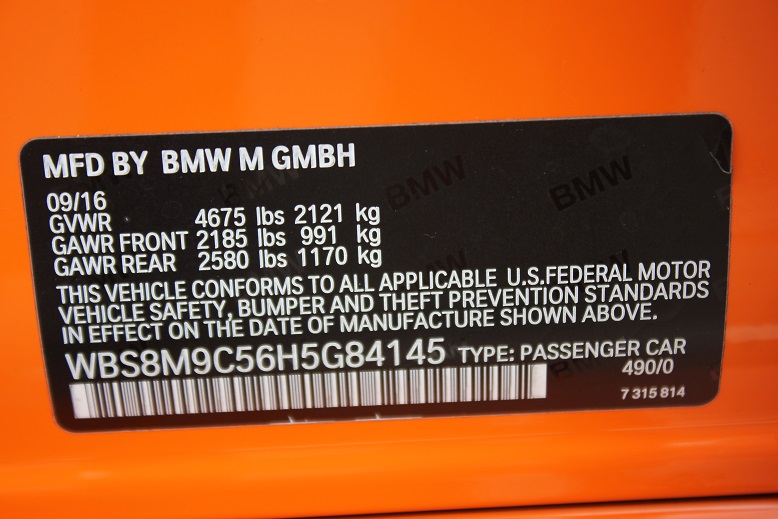 MFD BY BMW M GMBH
09/16
GVWR 4675 lbs 2121 kg
GAWR FRONT 2185 lbs 991 kg
GAWR REAR 2580 lbs 1170 kg
THIS VEHICLE CONFORMS TO ALL APPLICABLE U.S.FEDERAL MOTOR
VEHICLE SAFETY, BUMPER AND THEFT PREVENTION STANDARDS
IN EFFECT ON THE DATE OF MANUFACTURE SHOWN ABOVE.
WBS8M9C56H5G84145 TYPE: PASSENGER CAR
490/0
7 315 814
BMW
BMW